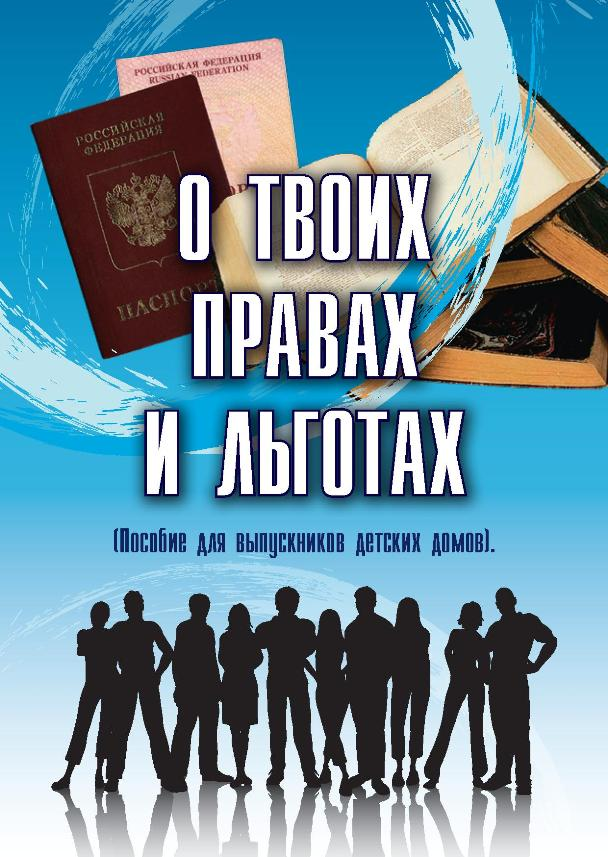 РОССИЙСКАЯ ФЕДЕРАЦИЯ
RUSSIAN FEDERATION
РОССИЙСКАЯ
ФЕДЕРАЦИЯ
ПАСПОРТ
О ТВОИХ
ПРАВАХ
И ЛЬГОТАХ
(Пособие для выпускников детских домов).